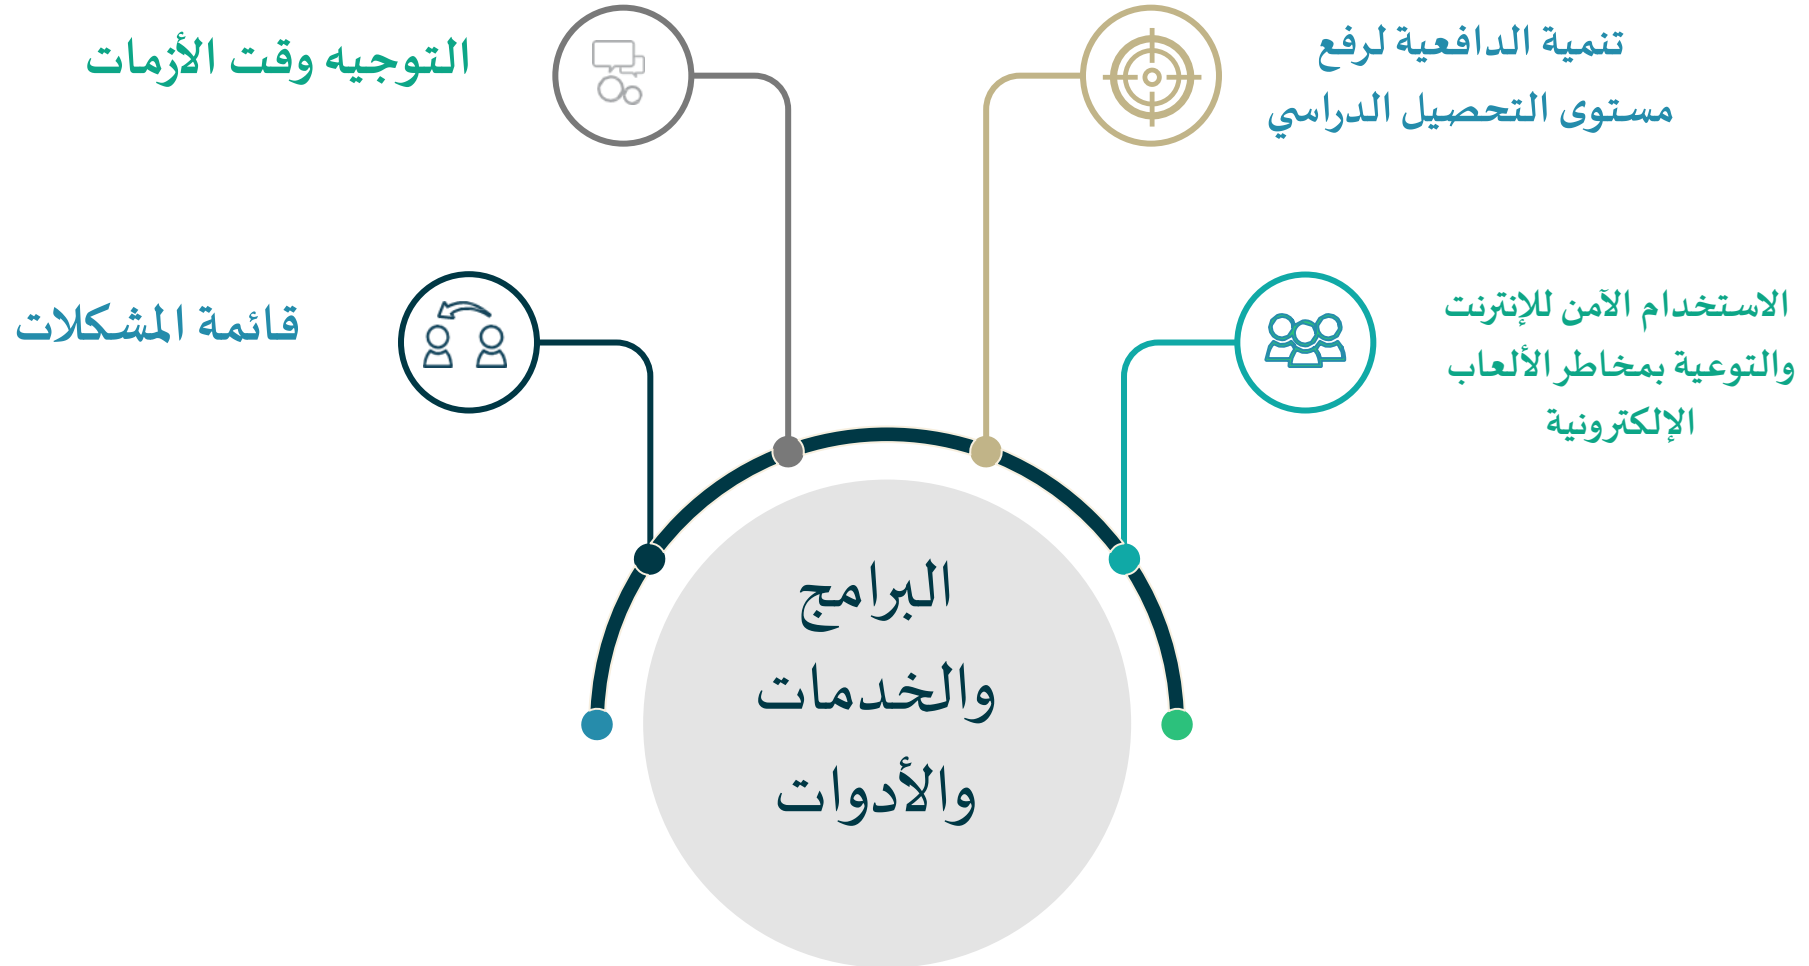 تنمية الدافعية لرفع
مستوى التحصيل الدراسي
التوجيه وقت الأزمات
الاستخدام الآمن للإنترنت
والتوعية بمخاطر الألعاب
الإلكترونية
قائمة المشكلات
البرامج
والخدمات
والأدوات